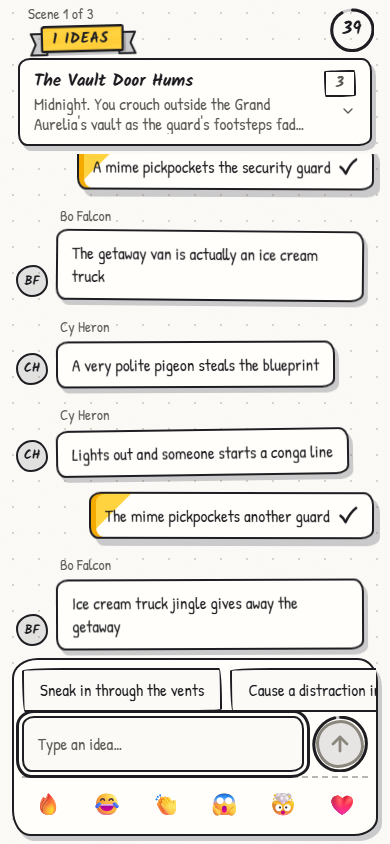 Scene 1 of 3
1 IDEAS
39
The Vault Door Hums
3
Midnight. You crouch outside the Grand
Aurelia's vault as the guard's footsteps fad...
A mime pickpockets the security guard
Bo Falcon
The getaway van is actually an ice cream
truck
BF
Cy Heron
A very polite pigeon steals the blueprint
CH
Cy Heron
Lights out and someone starts a conga line
CH
The mime pickpockets another guard
Bo Falcon
Ice cream truck jingle gives away the
getaway
BF
Sneak in through the vents
Cause a distraction in
Type an idea...